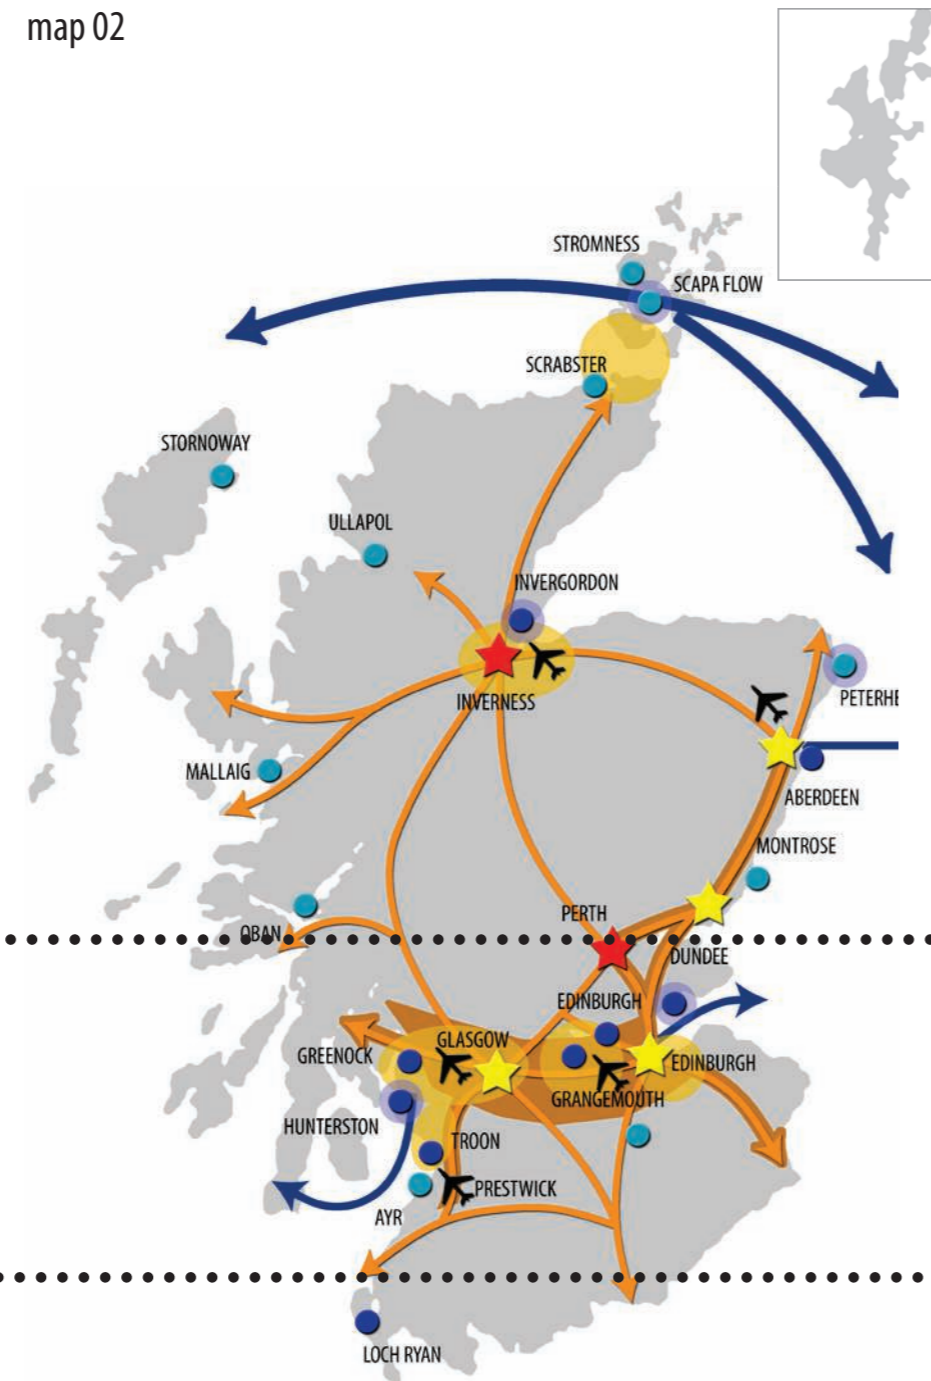 map 02
STROMNESS
SCAPA FLOW
SCRABSTER
STORNOWAY
ULLAPOL
INVERGORDON
INVERNESS
PETERHE
MALLAIG
ABERDEEN
MONTROSE
PERTH
OBAN
DUNDEE
EDINBURGH
GLASGOW
GREENOCK
EDINBURGH
GRANGEMOUTH
HUNTERSTON
TROON
PRESTWICK
AYR
LOCH RYAN